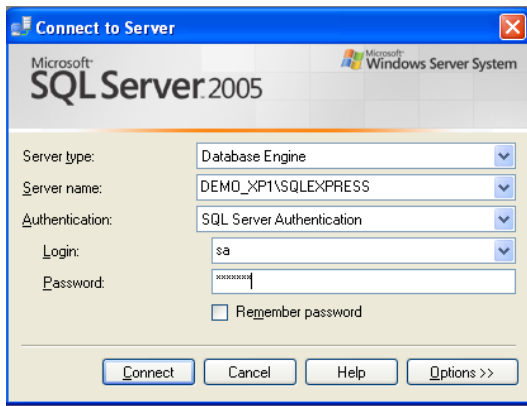 Connect to Server
Microsoft
SQL Server 2005
Microsoft
Windows Server System
Server type:
Database Engine
Server name:
DEMO_XP1\SQLEXPRESS
Authentication:
SQL Server Authentication
Login:
sa
Password:
*******
Remember password
Connect
Cancel
Help
Options >>